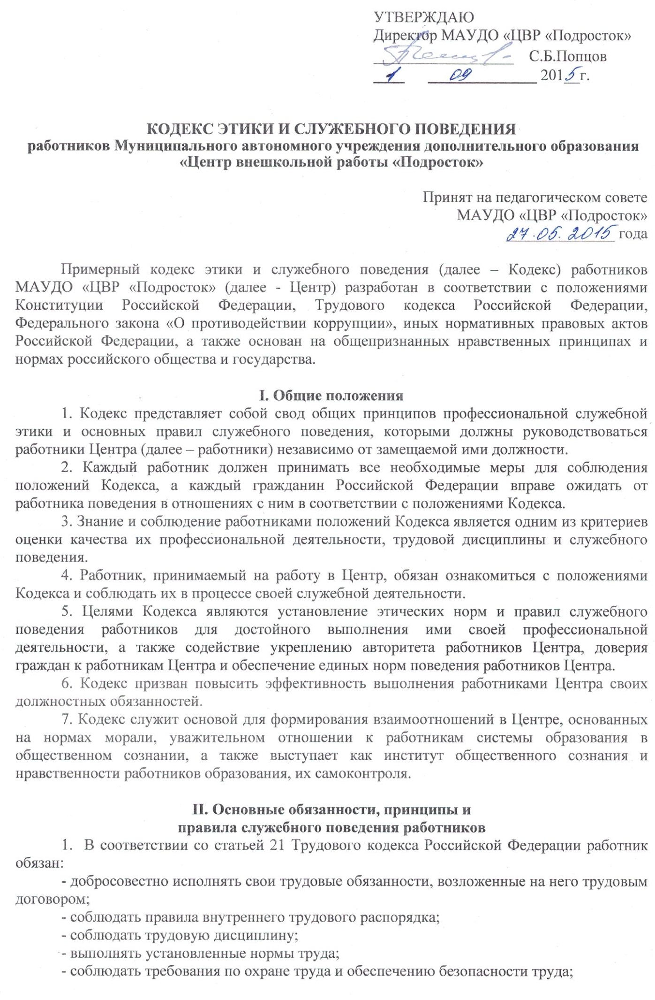 УТВЕРЖДАЮ
Директор МАУДО «ЦВР «Подросток»
С.Б.Попцов
1 09 2015 г.
КОДЕКС ЭТИКИ И СЛУЖЕБНОГО ПОВЕДЕНИЯ
работников Муниципального автономного учреждения дополнительного образования
«Центр внешкольной работы «Подросток»
Принят на педагогическом совете
МАУДО «ЦВР «Подросток»
27.05. 2015 года
Примерный кодекс этики и служебного поведения (далее – Кодекс) работников
МАУДО «ЦВР «Подросток» (далее - Центр) разработан в соответствии с положениями
Конституции Российской Федерации, Трудового кодекса Российской Федерации,
Федерального закона «О противодействии коррупции», иных нормативных правовых актов
Российской Федерации, а также основан на общепризнанных нравственных принципах и
нормах российского общества и государства.
I. Общие положения
1. Кодекс представляет собой свод общих принципов профессиональной служебной
этики и основных правил служебного поведения, которыми должны руководствоваться
работники Центра (далее – работники) независимо от замещаемой ими должности.
2. Каждый работник должен принимать все необходимые меры для соблюдения
положений Кодекса, а каждый гражданин Российской Федерации вправе ожидать от
работника поведения в отношениях с ним в соответствии с положениями Кодекса.
3. Знание и соблюдение работниками положений Кодекса является одним из критериев
оценки качества их профессиональной деятельности, трудовой дисциплины и служебного
поведения.
4. Работник, принимаемый на работу в Центр, обязан ознакомиться с положениями
Кодекса и соблюдать их в процессе своей служебной деятельности.
5. Целями Кодекса являются установление этических норм и правил служебного
поведения работников для достойного выполнения ими своей профессиональной
деятельности, а также содействие укреплению авторитета работников Центра, доверия
граждан к работникам Центра и обеспечение единых норм поведения работников Центра.
6. Кодекс призван повысить эффективность выполнения работниками Центра своих
должностных обязанностей.
7. Кодекс служит основой для формирования взаимоотношений в Центре, основанных
на нормах морали, уважительном отношении к работникам системы образования в
общественном сознании, а также выступает как институт общественного сознания и
нравственности работников образования, их самоконтроля.
II. Основные обязанности, принципы и
правила служебного поведения работников
1. В соответствии со статьей 21 Трудового кодекса Российской Федерации работник
обязан:
- добросовестно исполнять свои трудовые обязанности, возложенные на него трудовым
договором;
- соблюдать правила внутреннего трудового распорядка;
- соблюдать трудовую дисциплину;
- выполнять установленные нормы труда;
- соблюдать требования по охране труда и обеспечению безопасности труда;